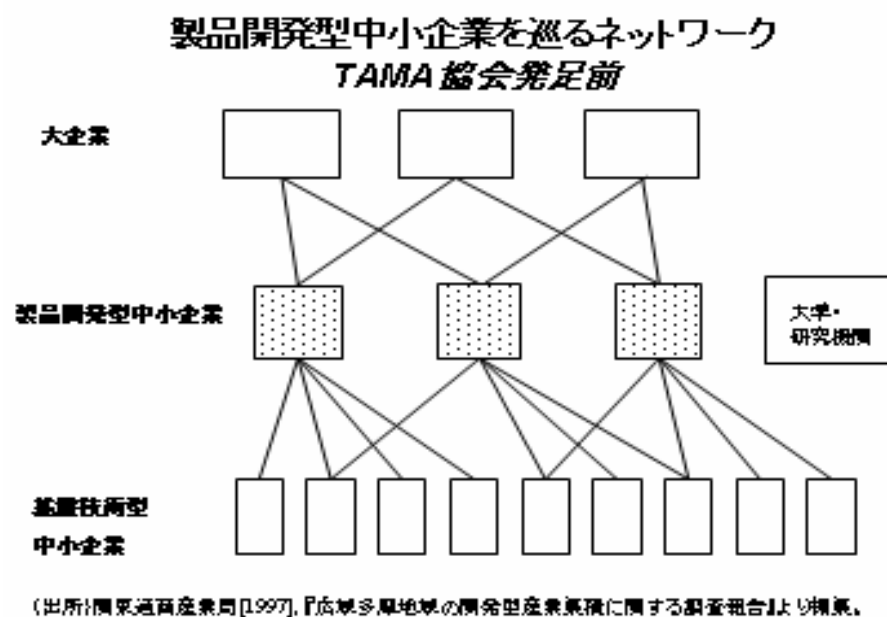 製品開発型中小企業を巡るネットワーク
TAMA協会発足前
大企業
製品開発型中小企業
大学・
研究機関
基盤技術型
中小企業
(出所)関東通商産業局[1997],『広域多摩地域の開発型産業集積に関する調査報告』より構築。